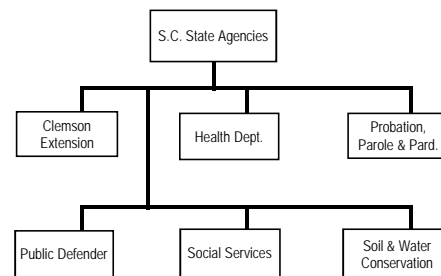 S.C. State Agencies
Clemson
Extension
Health Dept.
Probation,
Parole & Pard.
Public Defender
Social Services
Soil & Water
Conservation